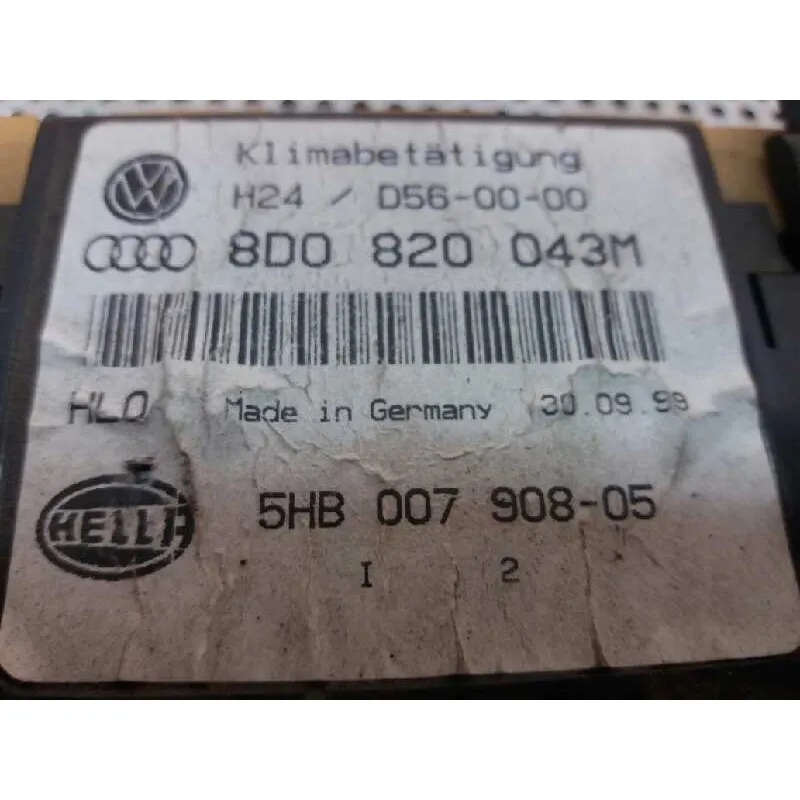 Klimabetätigung
H24 / D56-00-00
8D0 820 043M
HLO Made in Germany 30.09.99
HELLA 5HB 007 908-05
I 2